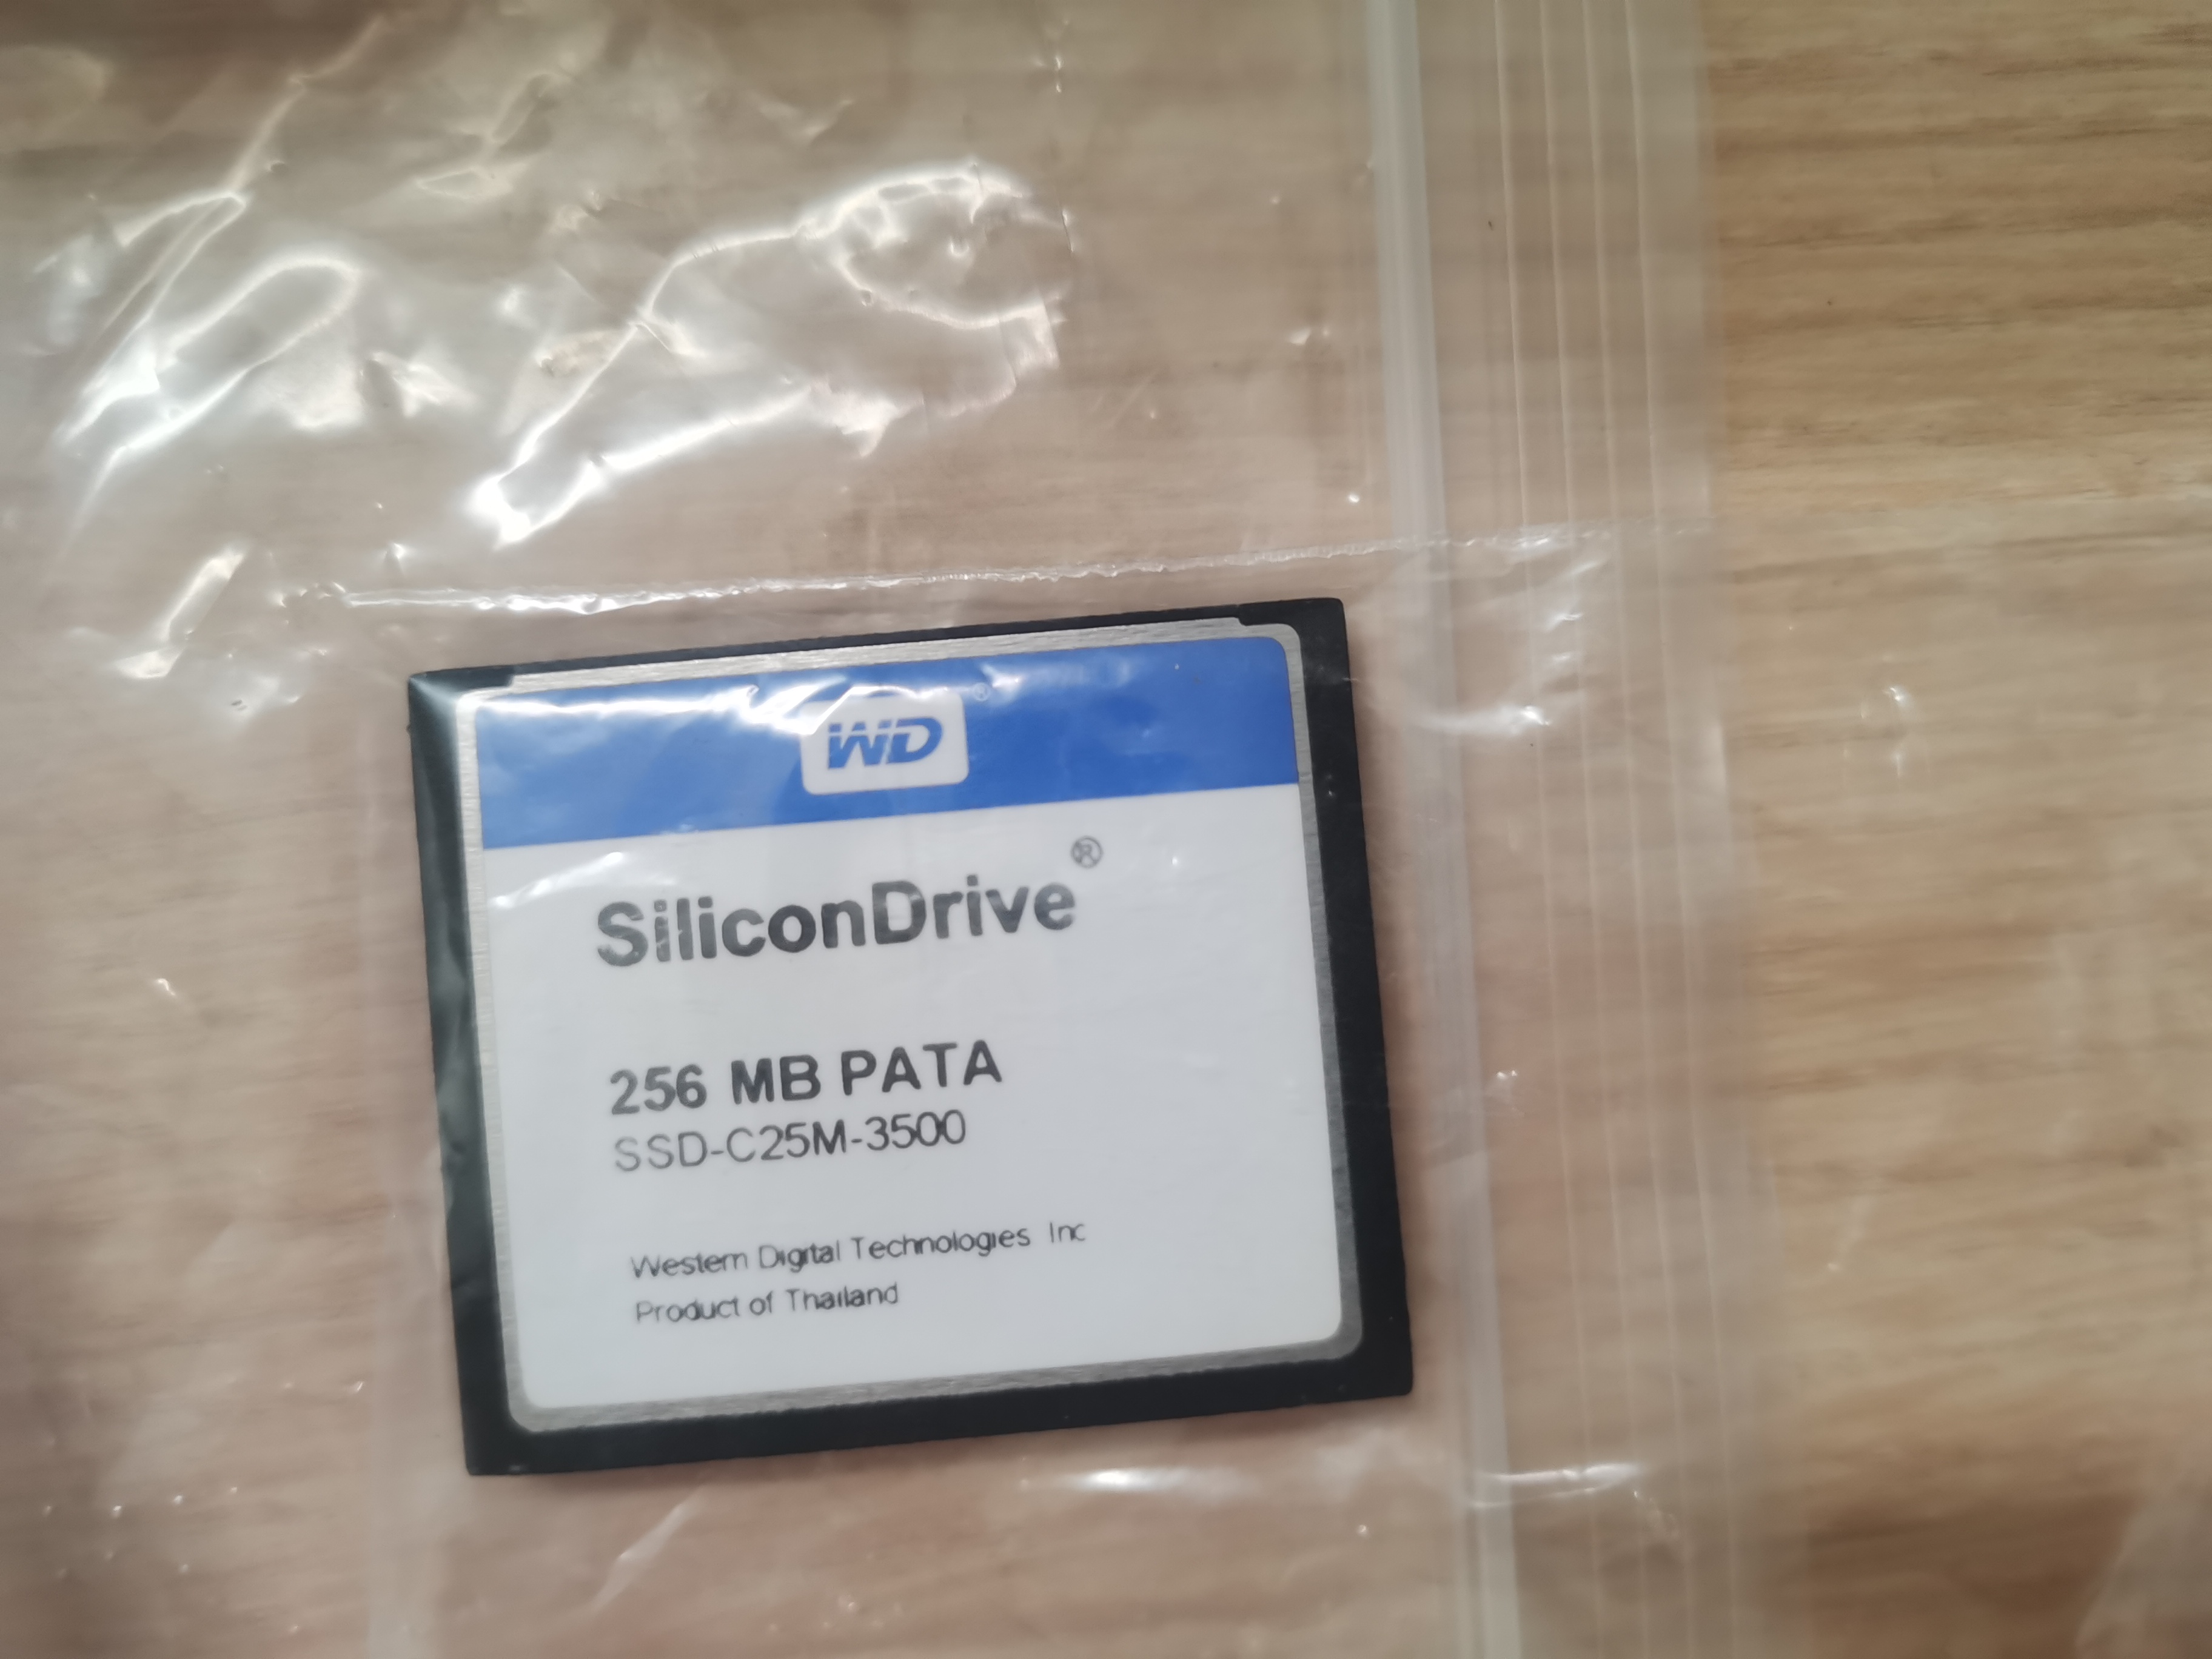 WD ®
SiliconDrive®
256 MB PATA
SSD-C25M-3500
Western Digital Technologies Inc
Product of Thailand